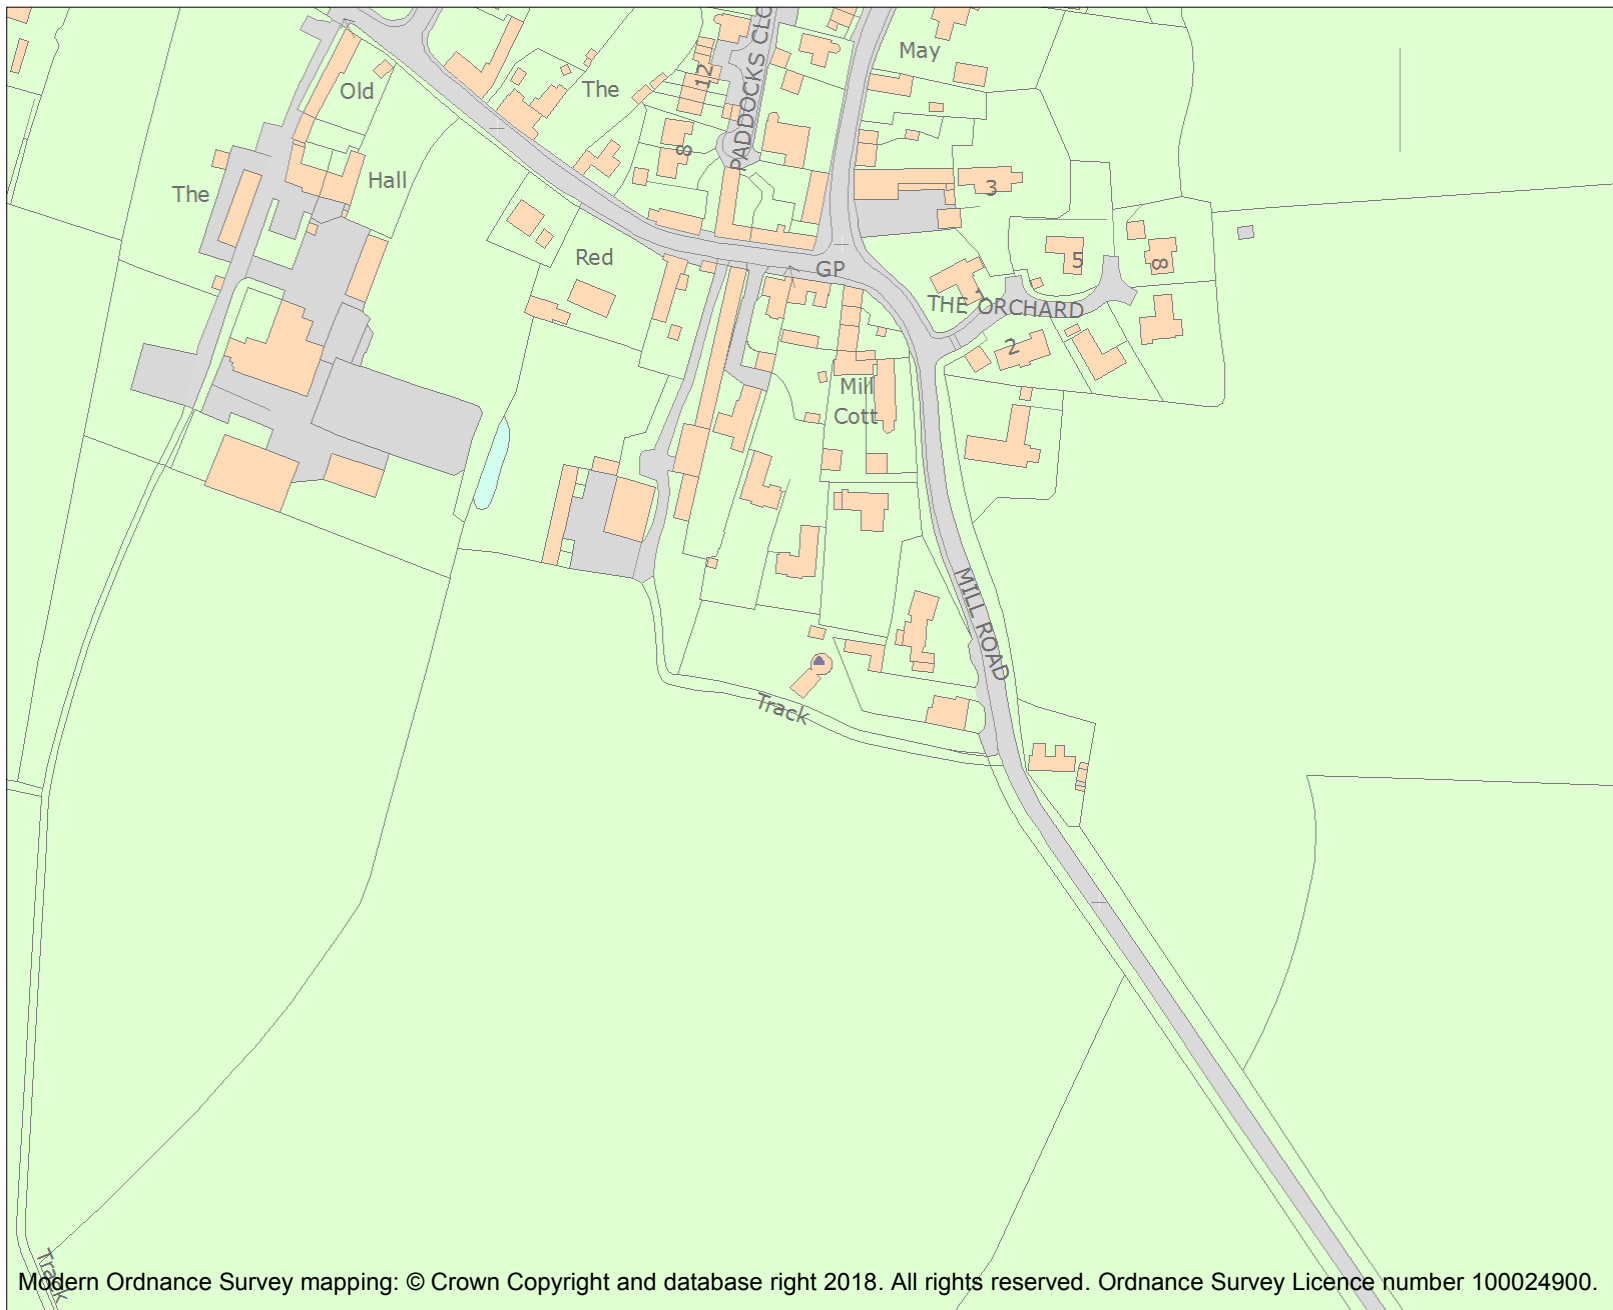 PADDOCKS CLO
May
12
Old
The
8
Hall
The
3
Red
GP
5
8
1
THE ORCHARD
2
Mill
Cott
MILL ROAD
Track
Track
Modern Ordnance Survey mapping: © Crown Copyright and database right 2018. All rights reserved. Ordnance Survey Licence number 100024900.